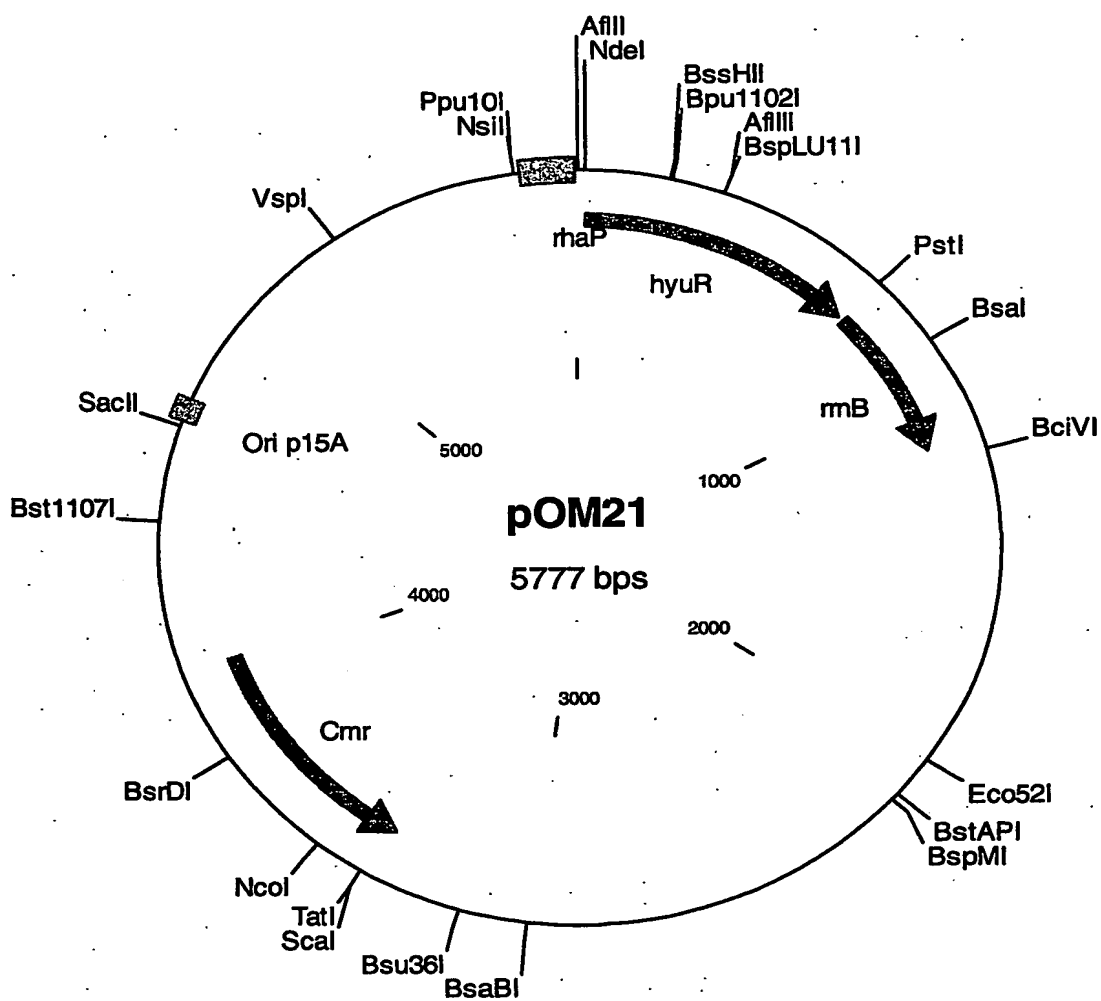 AflII
NdeI
BssHII
Bpu1102I
AflIII
BspLU11I
Ppu10I
NsiI
VspI
PstI
BsaI
rhaP
hyuR
rrnB
SacII
Ori p15A
5000
1000
BciVI
Bst1107I
pOM21
5777 bps
4000
2000
3000
Cmr
BsrDI
Eco52I
BstAPI
BspMI
NcoI
TatI
ScaI
Bsu36I
BsaBI